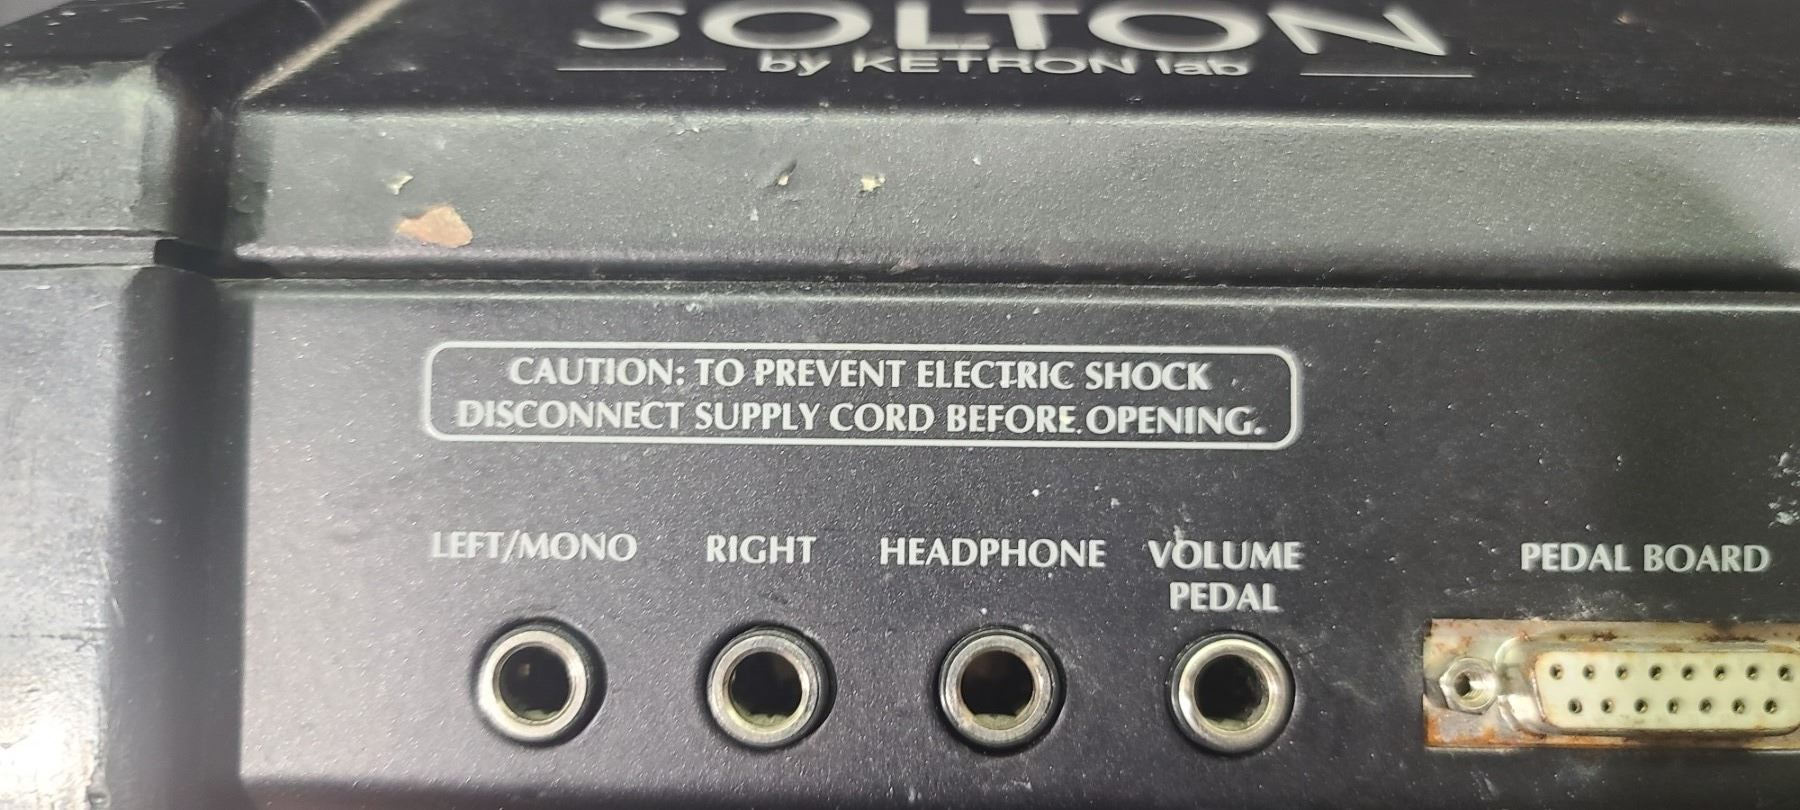 SOLTON
by KETRON lab
CAUTION: TO PREVENT ELECTRIC SHOCK
DISCONNECT SUPPLY CORD BEFORE OPENING.
LEFT/MONO
RIGHT
HEADPHONE
VOLUME
PEDAL
PEDAL BOARD